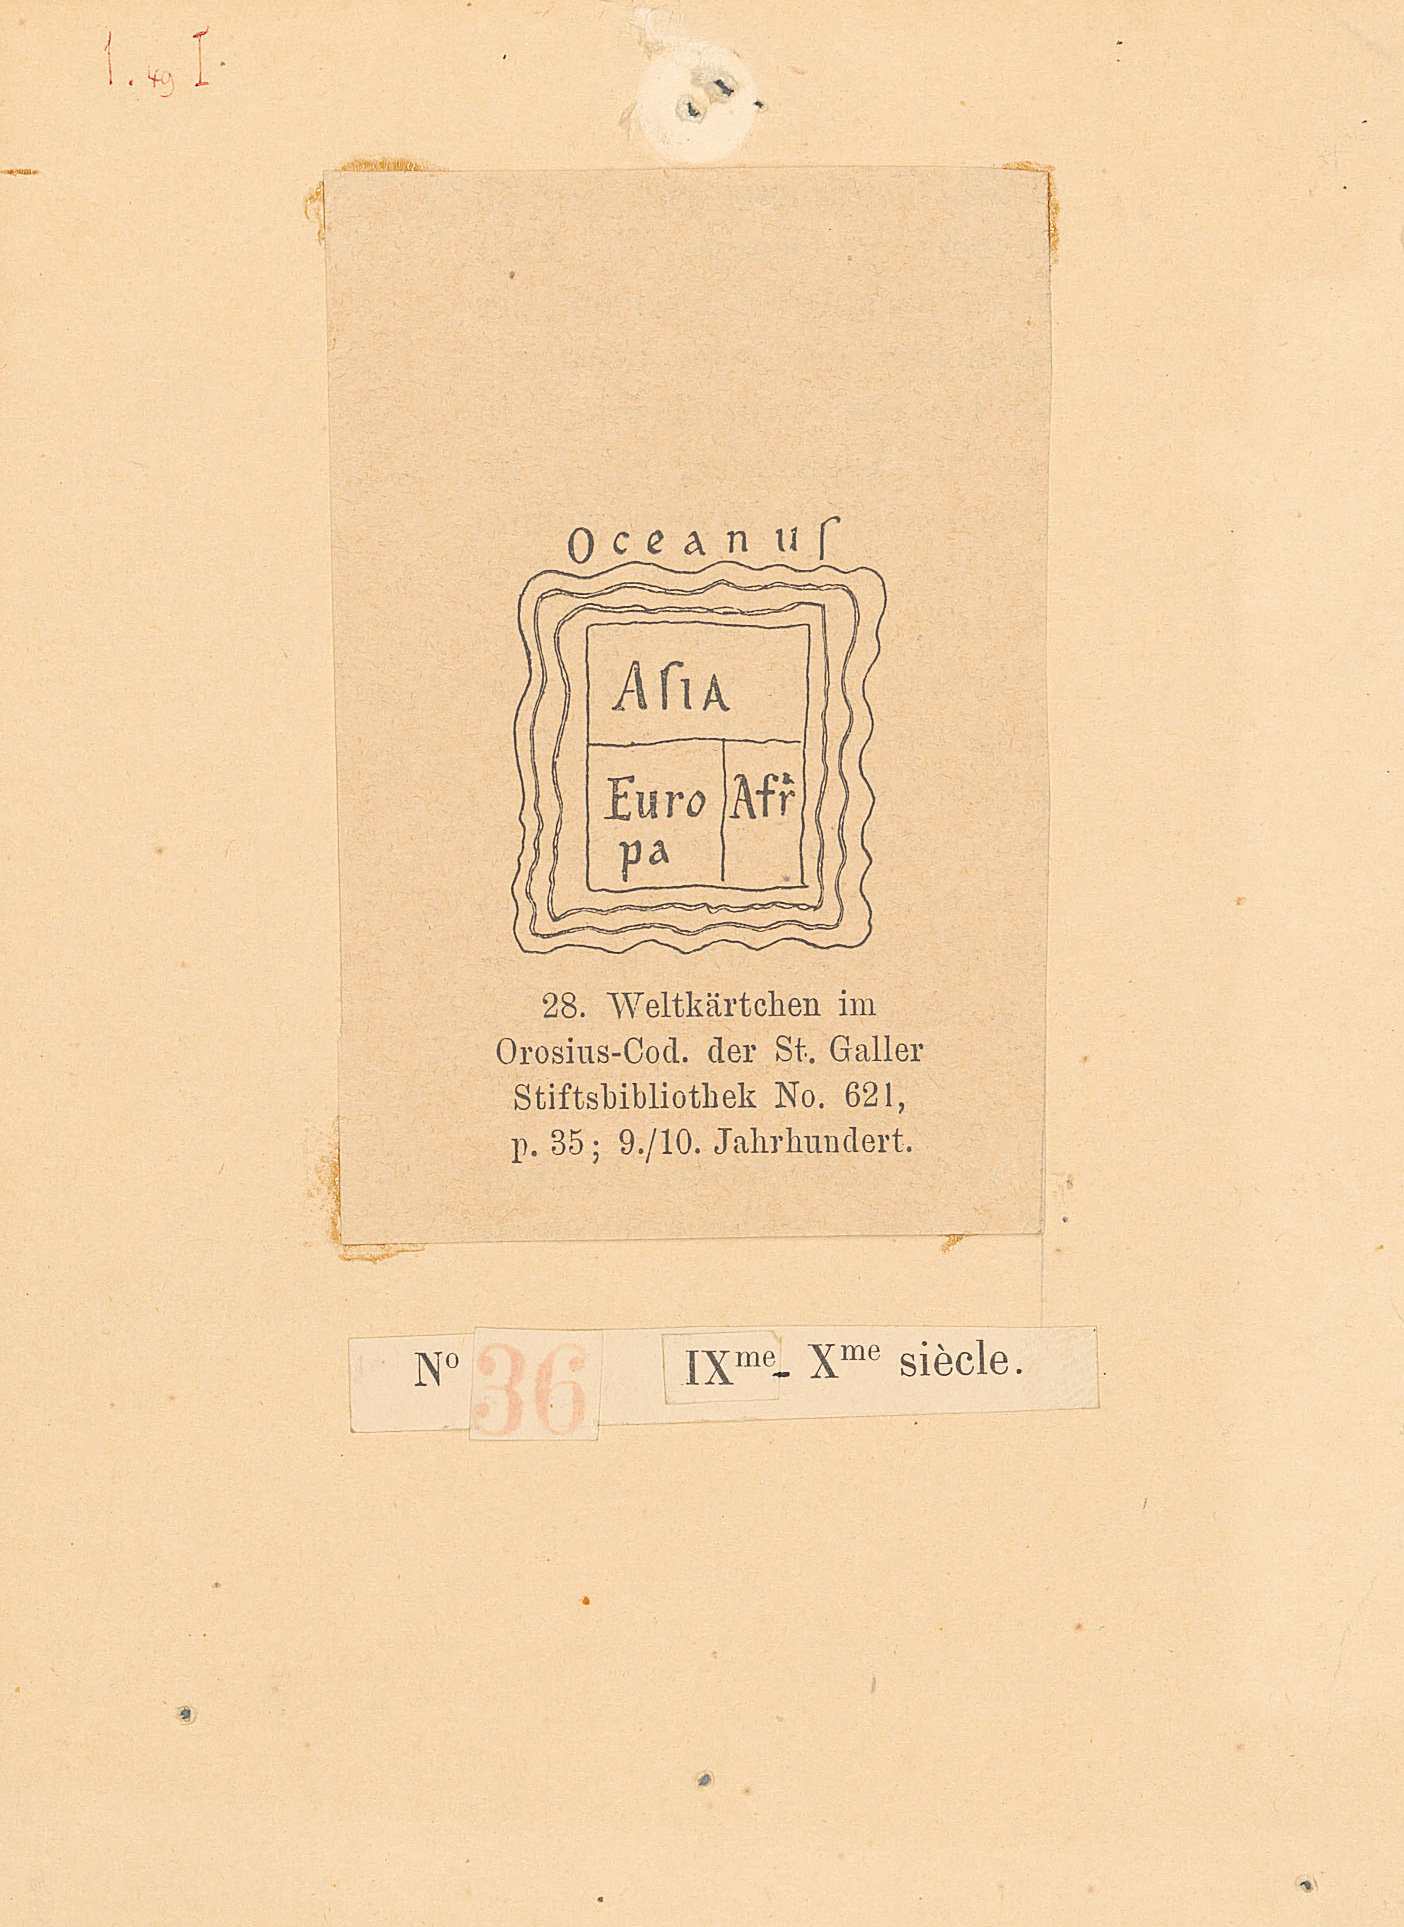 1. 49 I
Oceanuſ
AſiA
Euro Afr
pa
28. Weltkärtchen im
Orosius-Cod. der St. Galler
Stiftsbibliothek No. 621,
p. 35; 9./10. Jahrhundert.
Nº 36 IXᵐᵉ- Xᵐᵉ siècle.